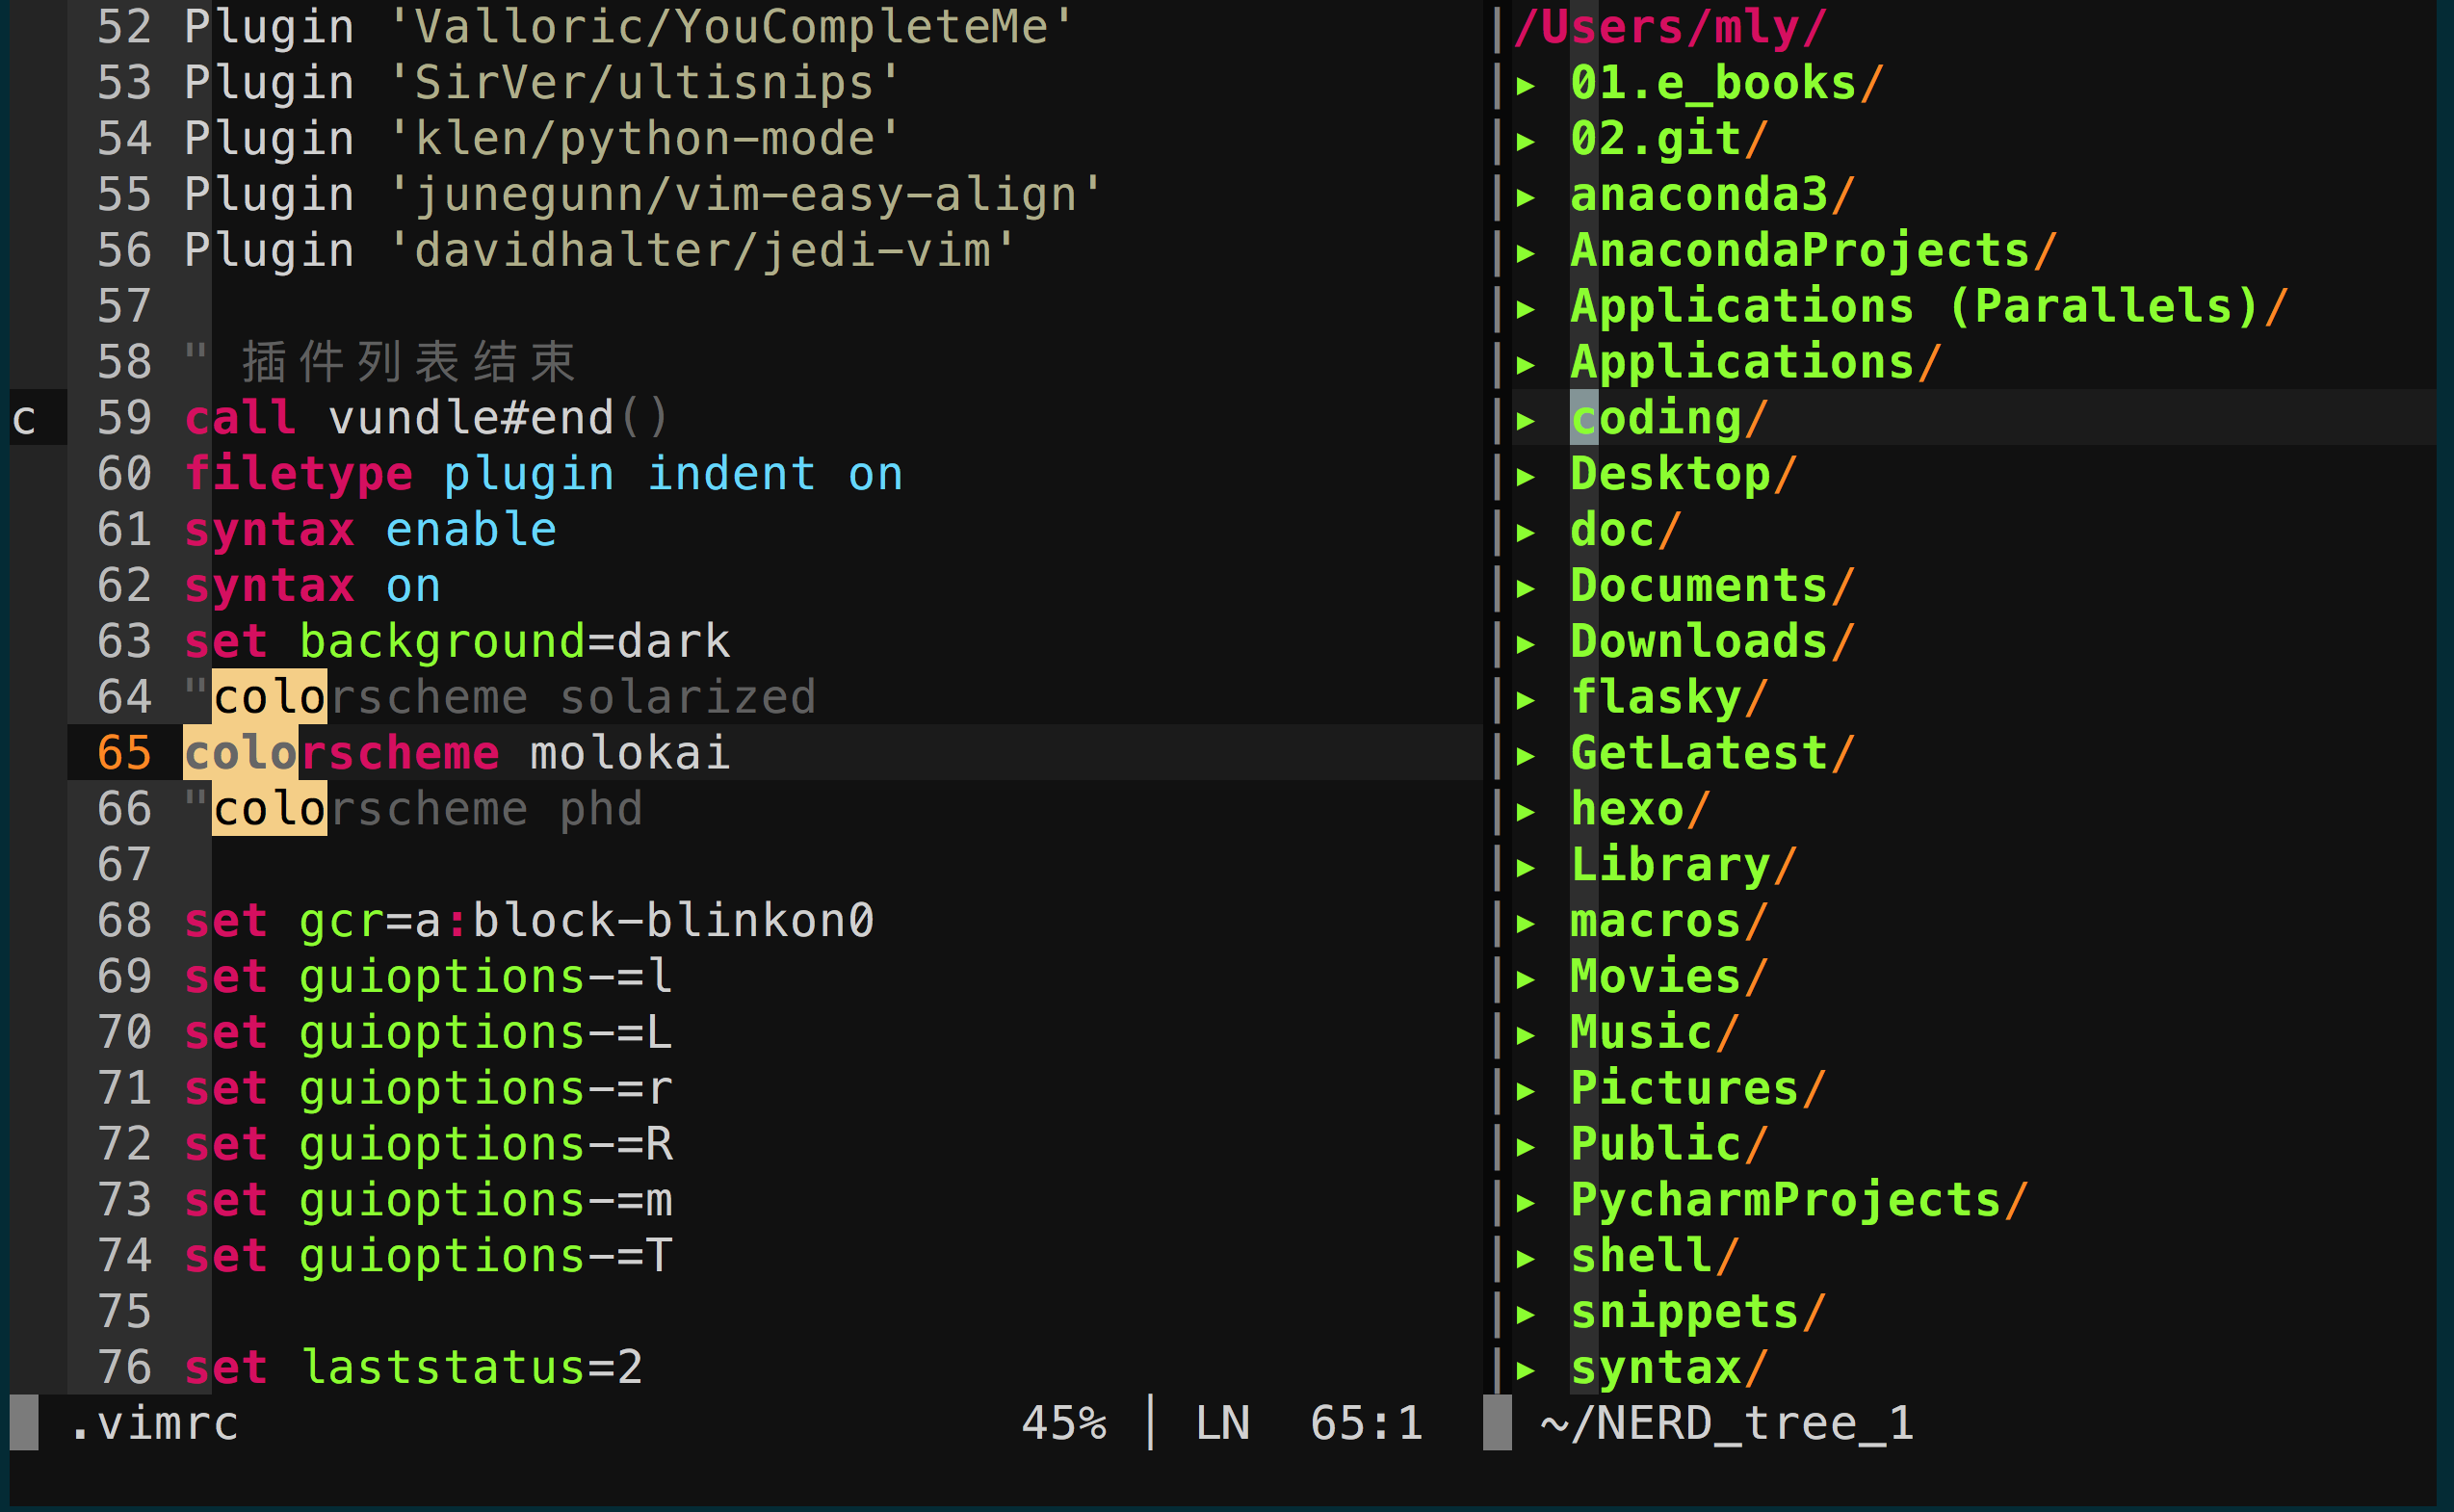 52 Plugin 'Valloric/YouCompleteMe'
53 Plugin 'SirVer/ultisnips'
54 Plugin 'klen/python-mode'
55 Plugin 'junegunn/vim-easy-align'
56 Plugin 'davidhalter/jedi-vim'
57
58 " 插件列表结束
c 59 call vundle#end()
60 filetype plugin indent on
61 syntax enable
62 syntax on
63 set background=dark
64 "colorscheme solarized
65 colorscheme molokai
66 "colorscheme phd
67
68 set gcr=a:block-blinkon0
69 set guioptions-=l
70 set guioptions-=L
71 set guioptions-=r
72 set guioptions-=R
73 set guioptions-=m
74 set guioptions-=T
75
76 set laststatus=2
.vimrc 45% | LN 65:1
|/Users/mly/
|▸ 01.e_books/
|▸ 02.git/
|▸ anaconda3/
|▸ AnacondaProjects/
|▸ Applications (Parallels)/
|▸ Applications/
|▸ coding/
|▸ Desktop/
|▸ doc/
|▸ Documents/
|▸ Downloads/
|▸ flasky/
|▸ GetLatest/
|▸ hexo/
|▸ Library/
|▸ macros/
|▸ Movies/
|▸ Music/
|▸ Pictures/
|▸ Public/
|▸ PycharmProjects/
|▸ shell/
|▸ snippets/
|▸ syntax/
~/NERD_tree_1